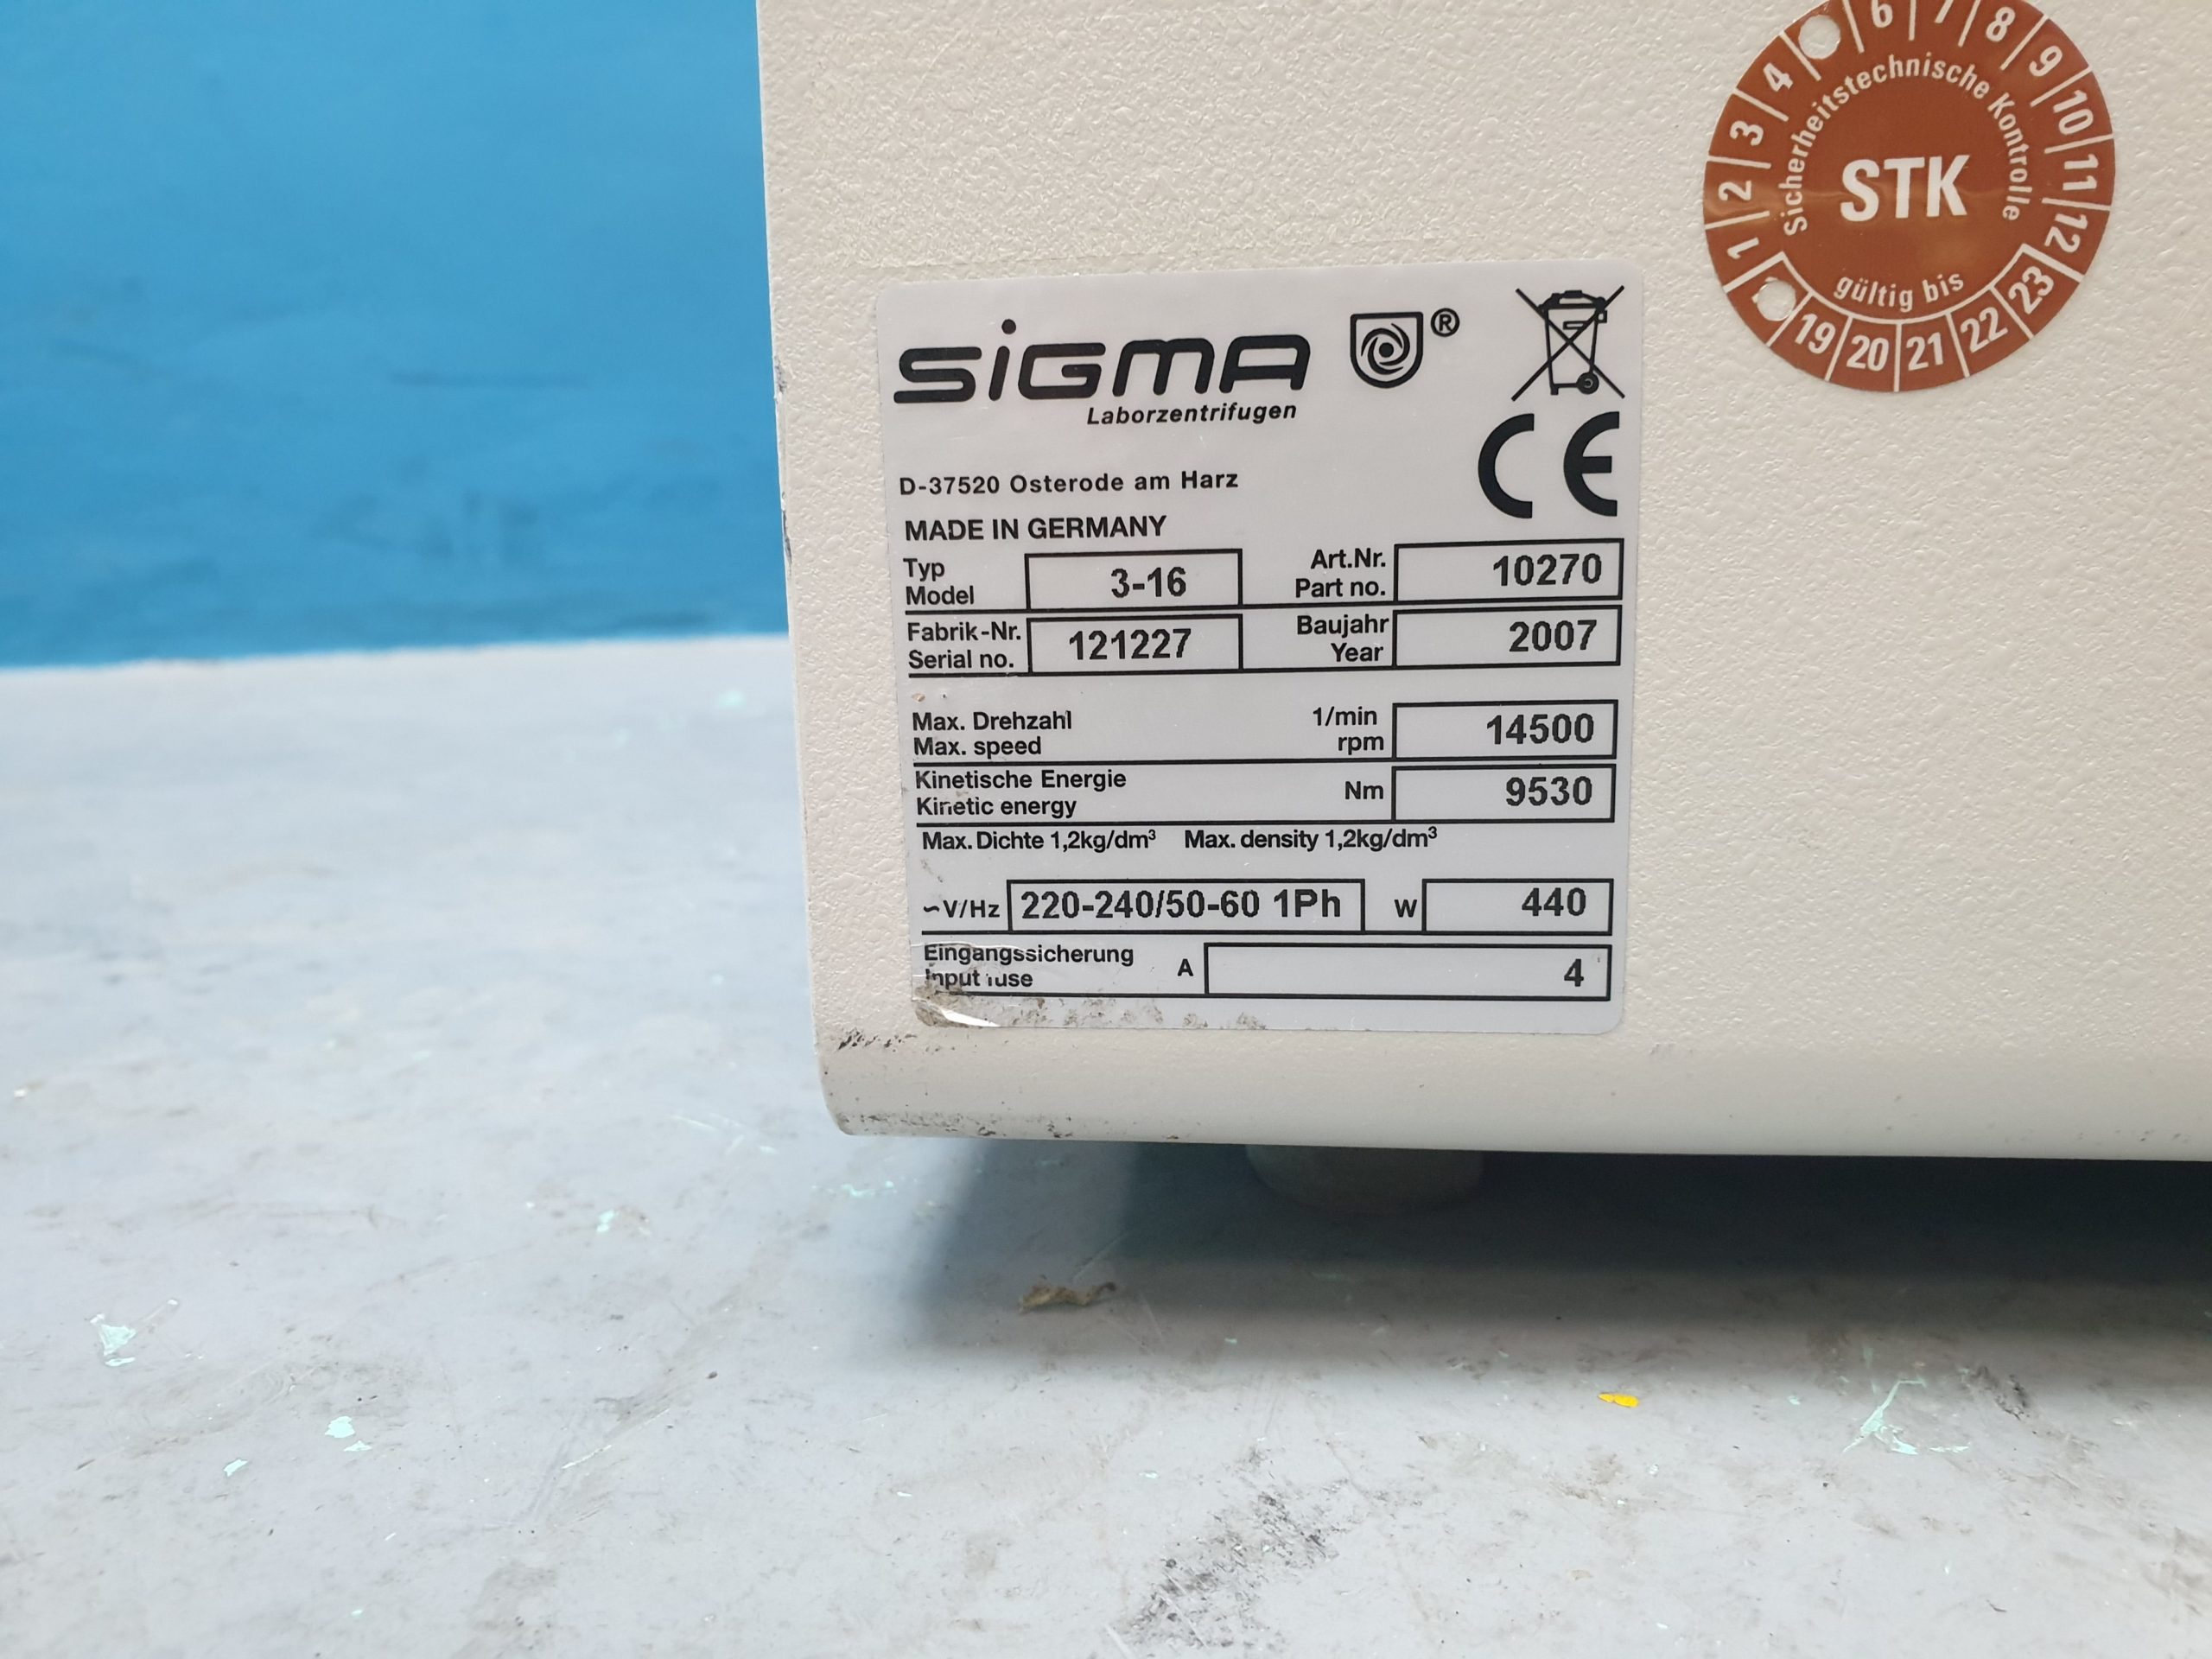 SIGMA ®
Laborzentrifugen
CE
D-37520 Osterode am Harz
MADE IN GERMANY
Typ
Model
3-16
Art.Nr.
Part no.
10270
Fabrik-Nr.
Serial no.
121227
Baujahr
Year
2007
Max. Drehzahl
Max. speed
1/min
rpm
14500
Kinetische Energie
Kinetic energy
Nm
9530
Max. Dichte 1,2kg/dm³ Max. density 1,2kg/dm³
~V/Hz 220-240/50-60 1Ph W 440
Eingangssicherung
Input fuse
A
4
1 2 3 4 6 7 8 9 10 11 12
Sicherheitstechnische Kontrolle
STK
gültig bis
19 20 21 22 23